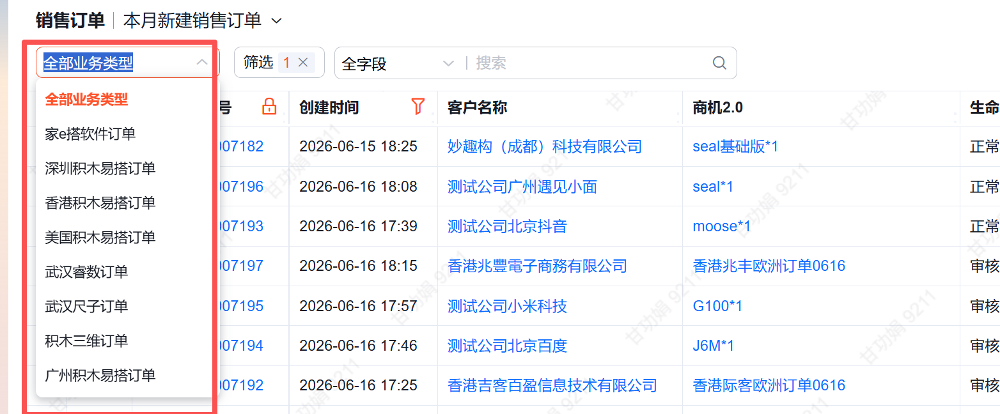 销售订单 本月新建销售订单
全部业务类型 筛选 1 全字段 搜索
全部业务类型
家e搭软件订单
深圳积木易搭订单
香港积木易搭订单
美国积木易搭订单
武汉睿数订单
武汉尺子订单
积木三维订单
广州积木易搭订单
号 创建时间 客户名称 商机2.0 生命
007182 2026-06-15 18:25 妙趣构（成都）科技有限公司 seal基础版*1 正常
007196 2026-06-16 18:08 测试公司广州遇见小面 seal*1 正常
007193 2026-06-16 17:39 测试公司北京抖音 moose*1 正常
007197 2026-06-16 18:15 香港兆豐電子商務有限公司 香港兆丰欧洲订单0616 审核
007195 2026-06-16 17:57 测试公司小米科技 G100*1 审核
007194 2026-06-16 17:46 测试公司北京百度 J6M*1 审核
007192 2026-06-16 17:25 香港吉客百盈信息技术有限公司 香港际客欧洲订单0616 审核
甘功娟 9211